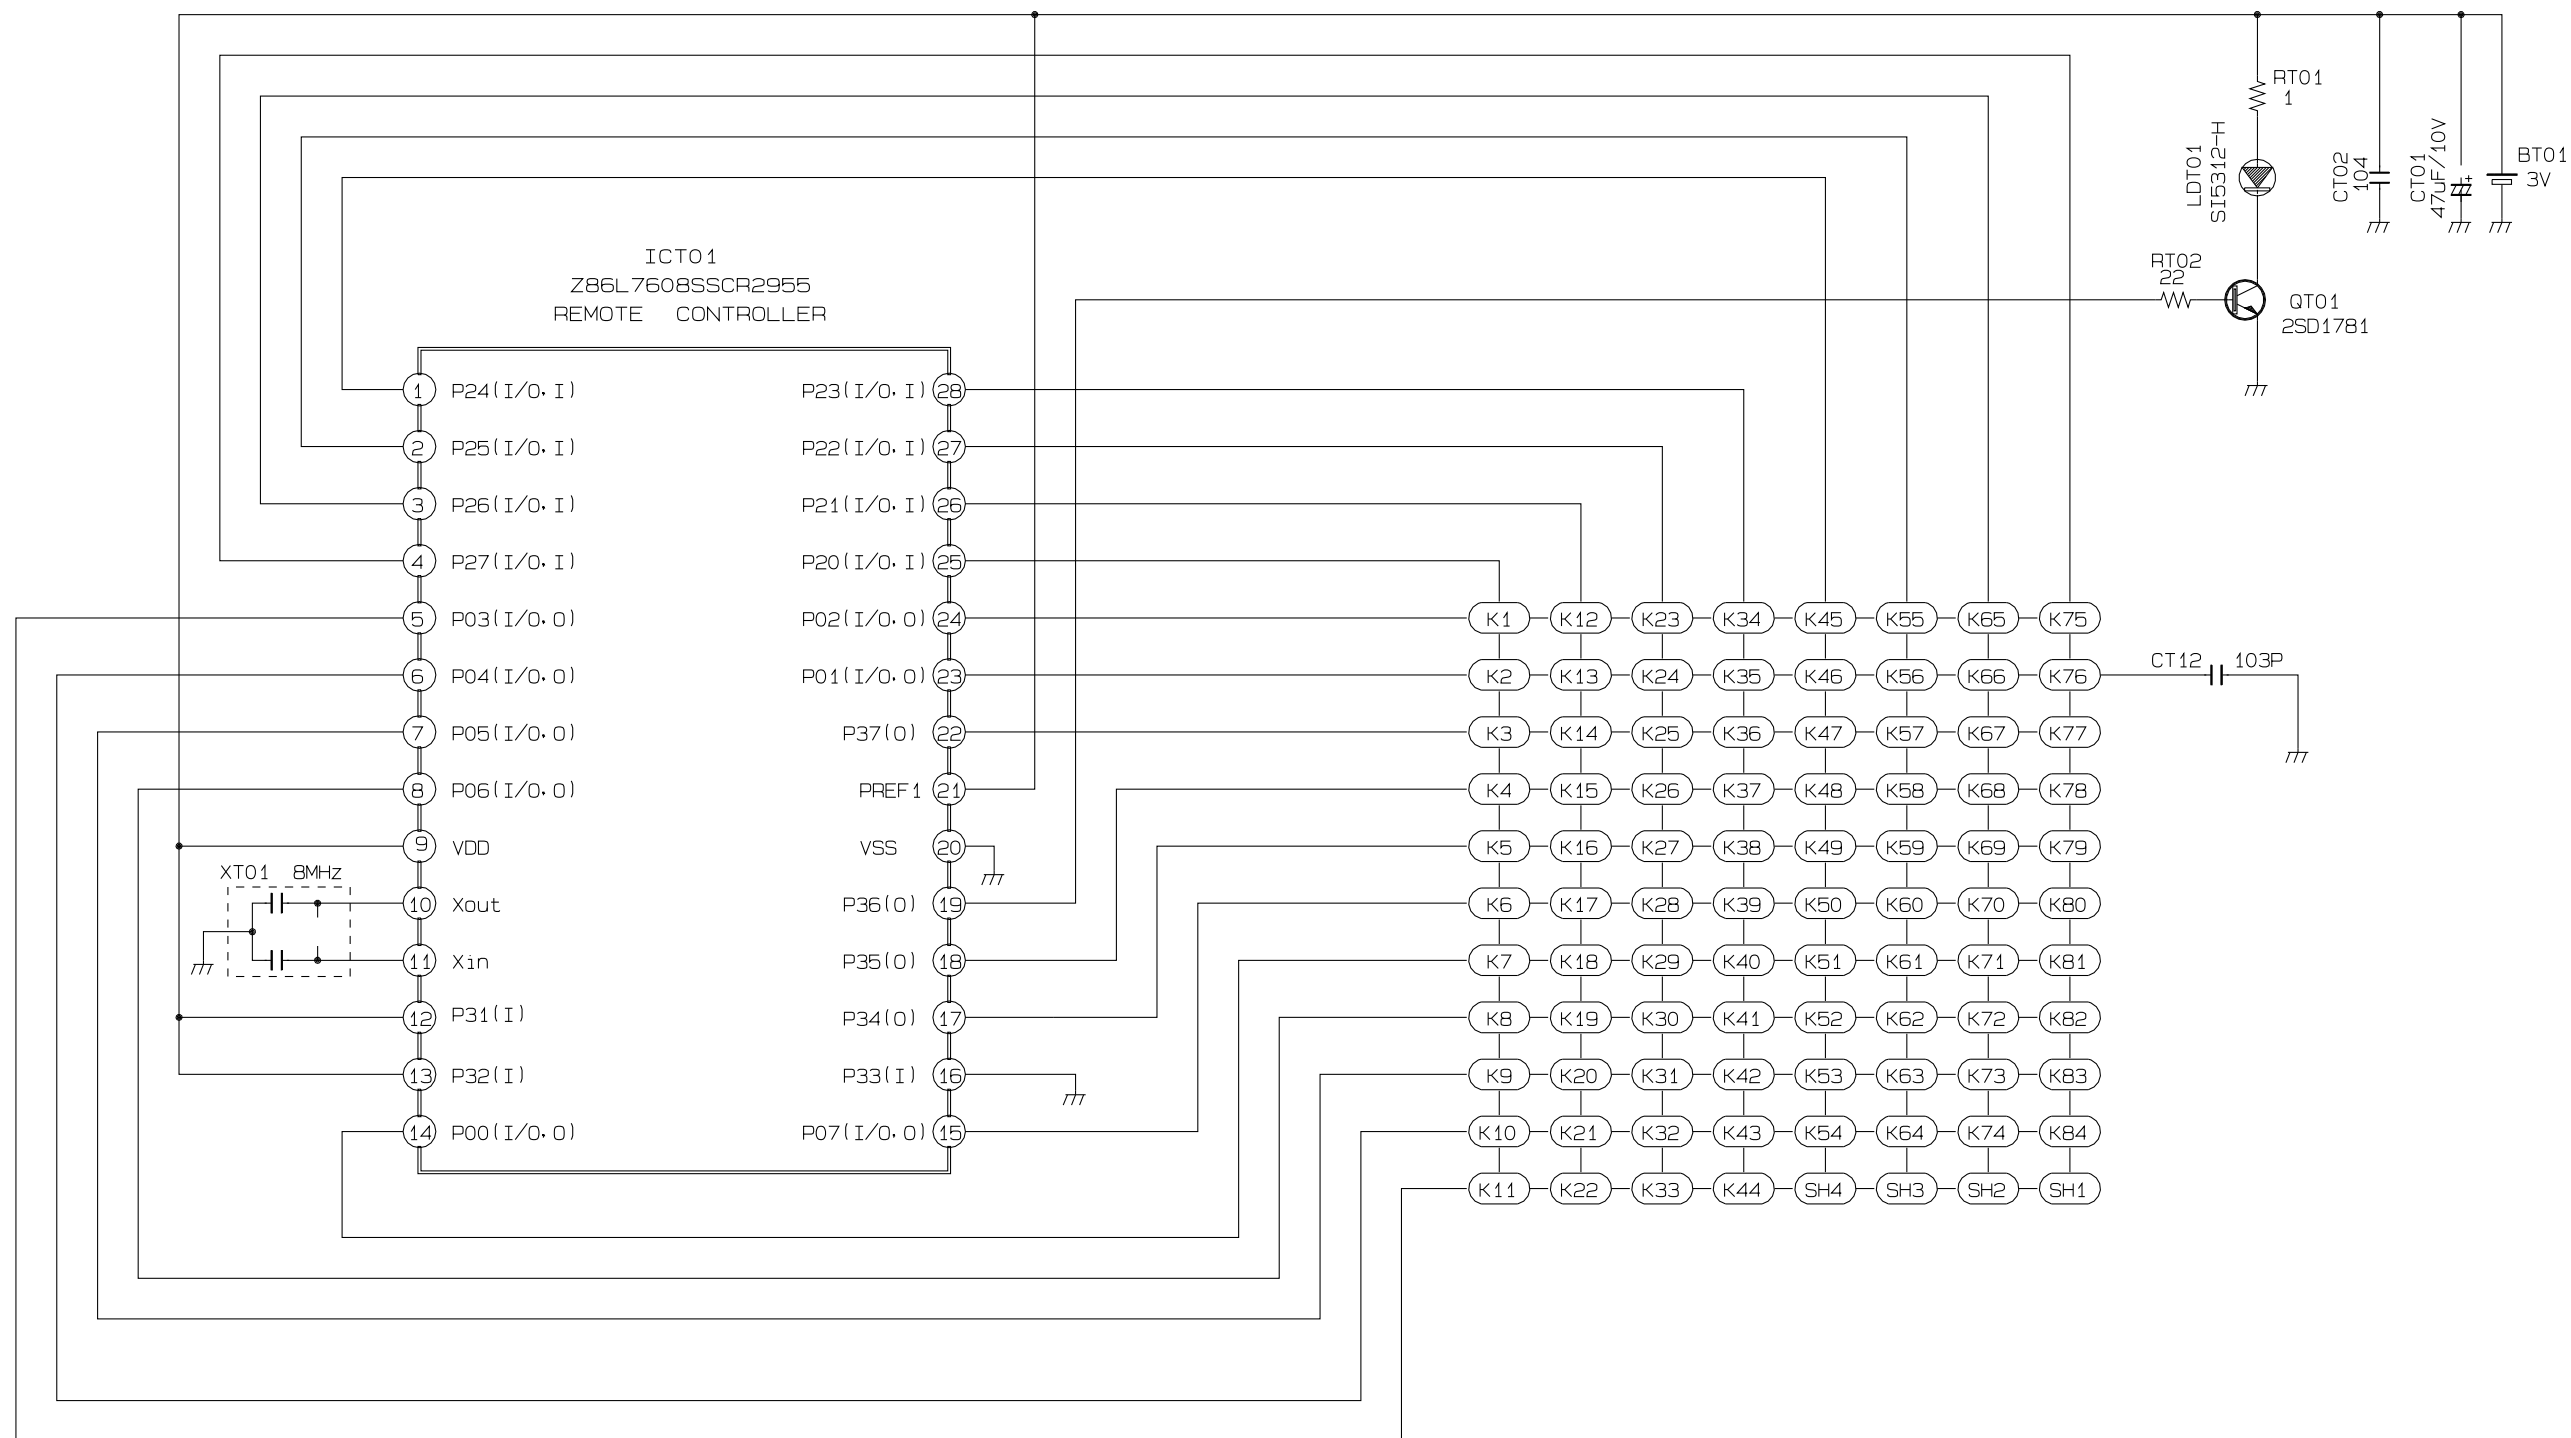 RT01
1
LDT01
SI5312-H
CT02
104
CT01
47uF/10V
+
BT01
3V
ICT01
Z86L7608SSCR2955
REMOTE CONTROLLER
RT02
22
QT01
2SD1781
1 P24(I/O,I) P23(I/O,I) 28
2 P25(I/O,I) P22(I/O,I) 27
3 P26(I/O,I) P21(I/O,I) 26
4 P27(I/O,I) P20(I/O,I) 25
5 P03(I/O,O) P02(I/O,O) 24 K1 K12 K23 K34 K45 K55 K65 K75
6 P04(I/O,O) P01(I/O,O) 23 K2 K13 K24 K35 K46 K56 K66 K76 CT12 103P
7 P05(I/O,O) P37(O) 22 K3 K14 K25 K36 K47 K57 K67 K77
8 P06(I/O,O) PREF1 21 K4 K15 K26 K37 K48 K58 K68 K78
9 VDD VSS 20 K5 K16 K27 K38 K49 K59 K69 K79
XT01 8MHz
10 Xout P36(O) 19 K6 K17 K28 K39 K50 K60 K70 K80
11 Xin P35(O) 18 K7 K18 K29 K40 K51 K61 K71 K81
12 P31(I) P34(O) 17 K8 K19 K30 K41 K52 K62 K72 K82
13 P32(I) P33(I) 16 K9 K20 K31 K42 K53 K63 K73 K83
14 P00(I/O,O) P07(I/O,O) 15 K10 K21 K32 K43 K54 K64 K74 K84
K11 K22 K33 K44 SH4 SH3 SH2 SH1